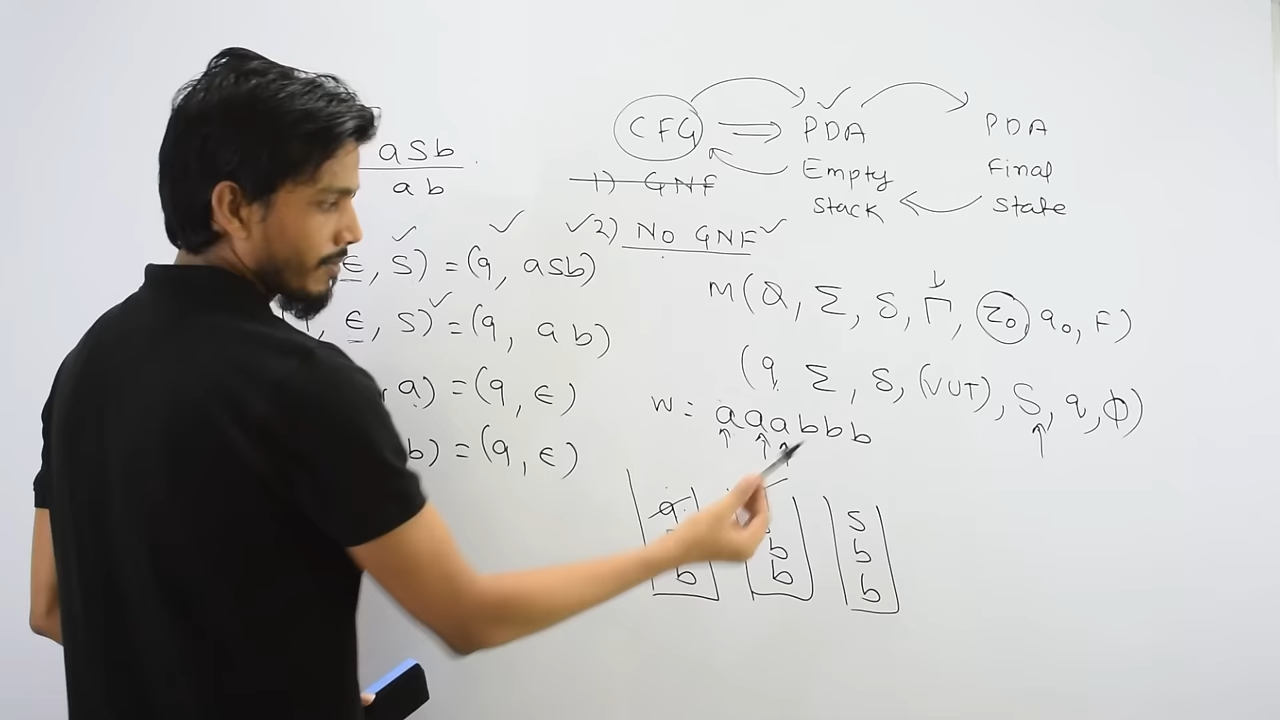 aSb
ab
∈, S) = (q, asb)
, ∈, S) = (q, ab)
, a) = (q, ∈)
b) = (q, ∈)
CFG ⇒ PDA PDA
Empty Final
Stack State
1) GNF
2) No GNF
M(Q, Σ, δ, Γ, Z₀, q₀, F)
(q, Σ, δ, (VUT), S, q, ϕ)
W = aaabbb
a
b
b
b
S
b
b